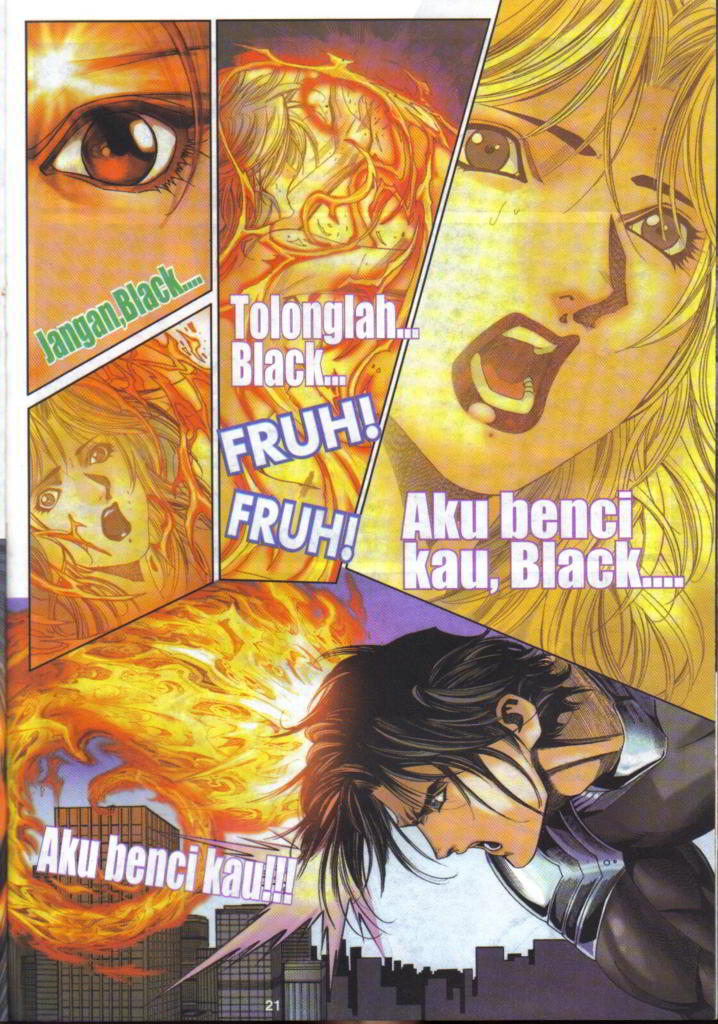 Jangan,Black....
Tolonglah...
Black...
FRUH!
FRUH!
Aku benci
kau, Black....
Aku benci kau!!!
21